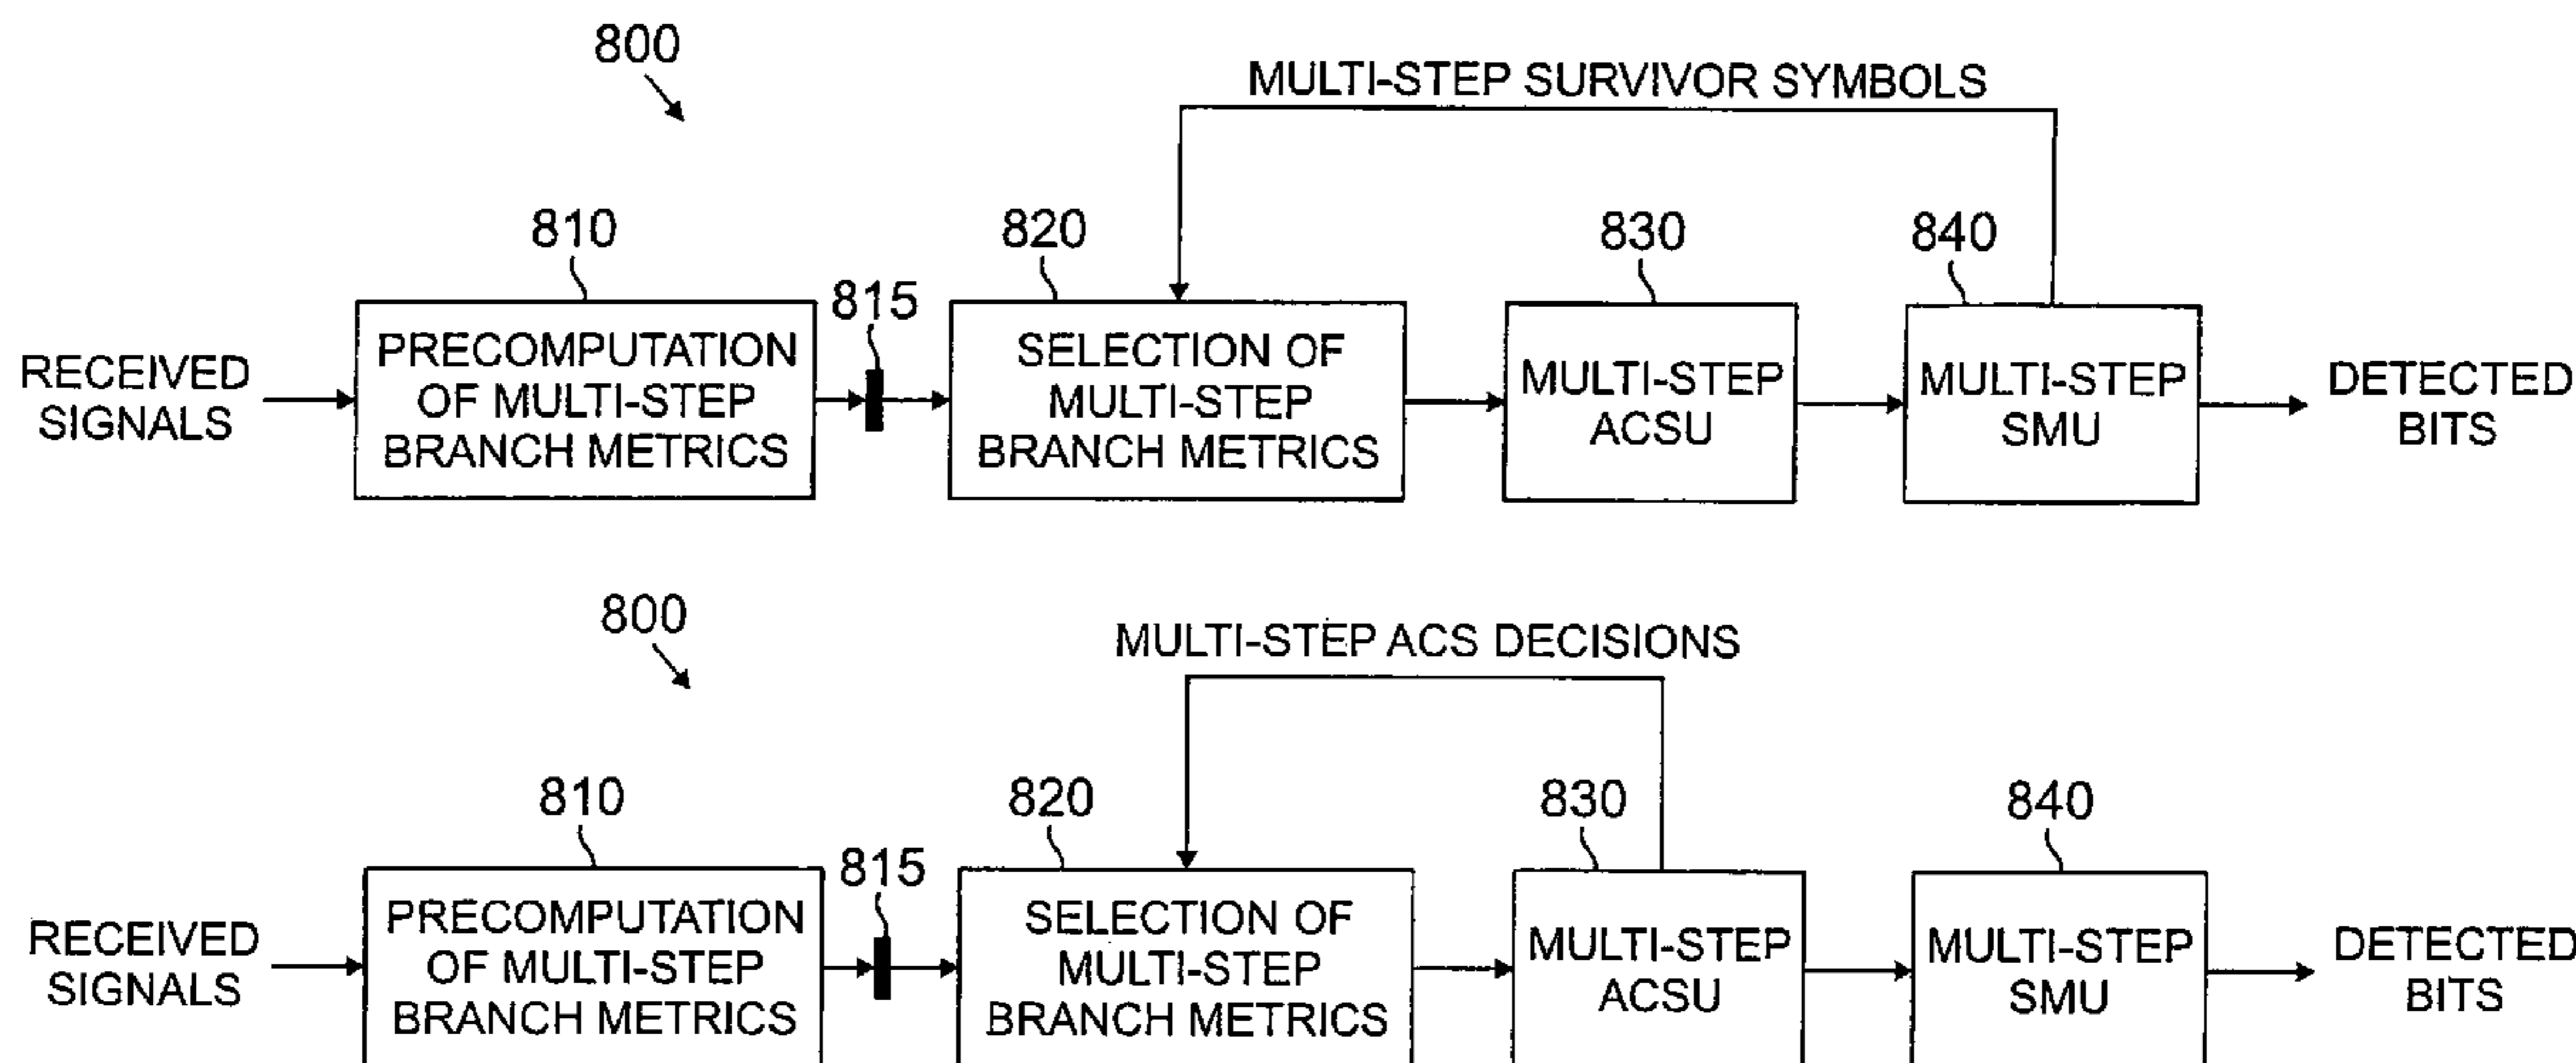 800
MULTI-STEP SURVIVOR SYMBOLS
810
815
820
830
840
RECEIVED
SIGNALS
PRECOMPUTATION
OF MULTI-STEP
BRANCH METRICS
SELECTION OF
MULTI-STEP
BRANCH METRICS
MULTI-STEP
ACSU
MULTI-STEP
SMU
DETECTED
BITS
800
MULTI-STEP ACS DECISIONS
810
815
820
830
840
RECEIVED
SIGNALS
PRECOMPUTATION
OF MULTI-STEP
BRANCH METRICS
SELECTION OF
MULTI-STEP
BRANCH METRICS
MULTI-STEP
ACSU
MULTI-STEP
SMU
DETECTED
BITS